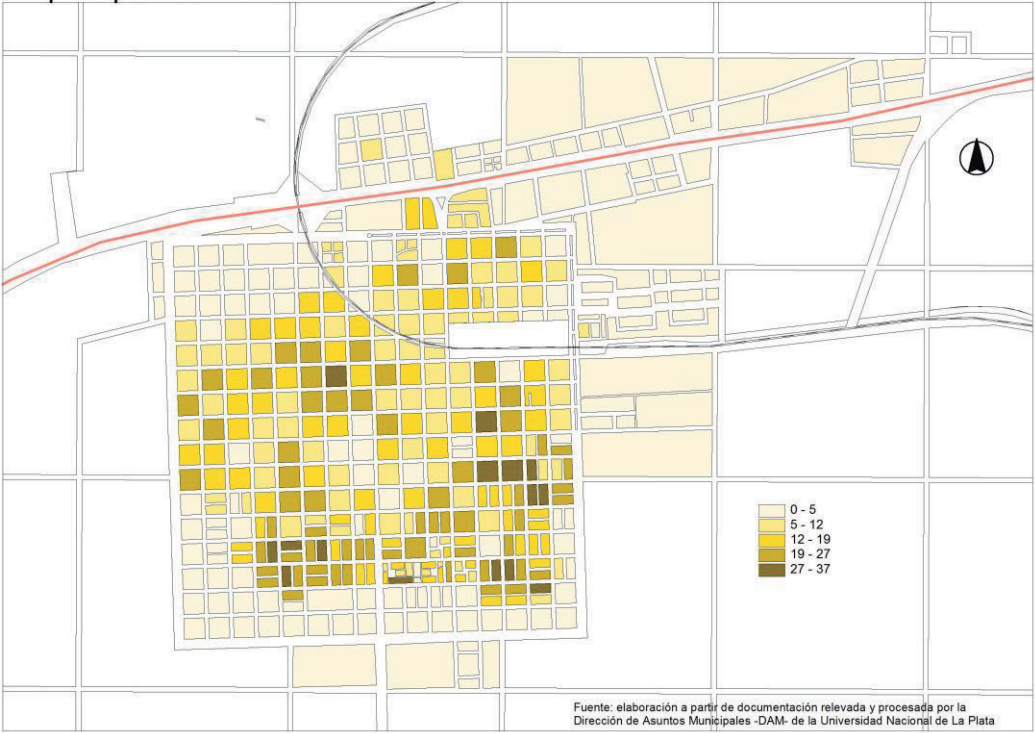 0 - 5
5 - 12
12 - 19
19 - 27
27 - 37
Fuente: elaboración a partir de documentación relevada y procesada por la
Dirección de Asuntos Municipales -DAM- de la Universidad Nacional de La Plata